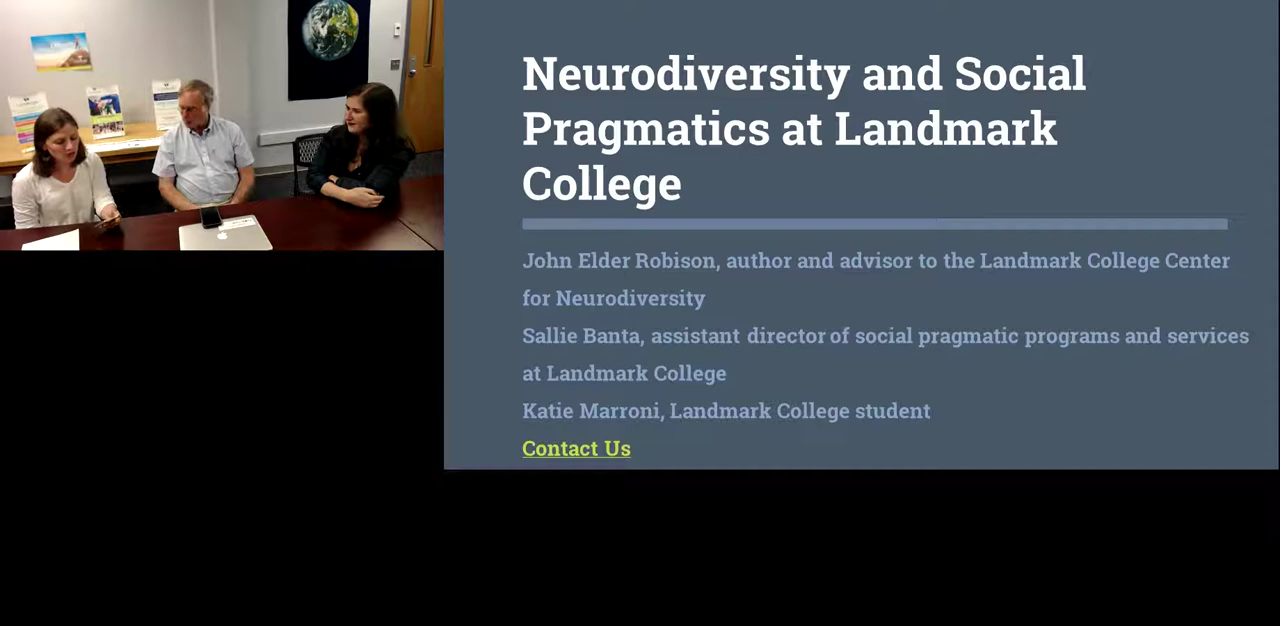 Neurodiversity and Social
Pragmatics at Landmark
College
John Elder Robison, author and advisor to the Landmark College Center
for Neurodiversity
Sallie Banta, assistant director of social pragmatic programs and services
at Landmark College
Katie Marroni, Landmark College student
Contact Us